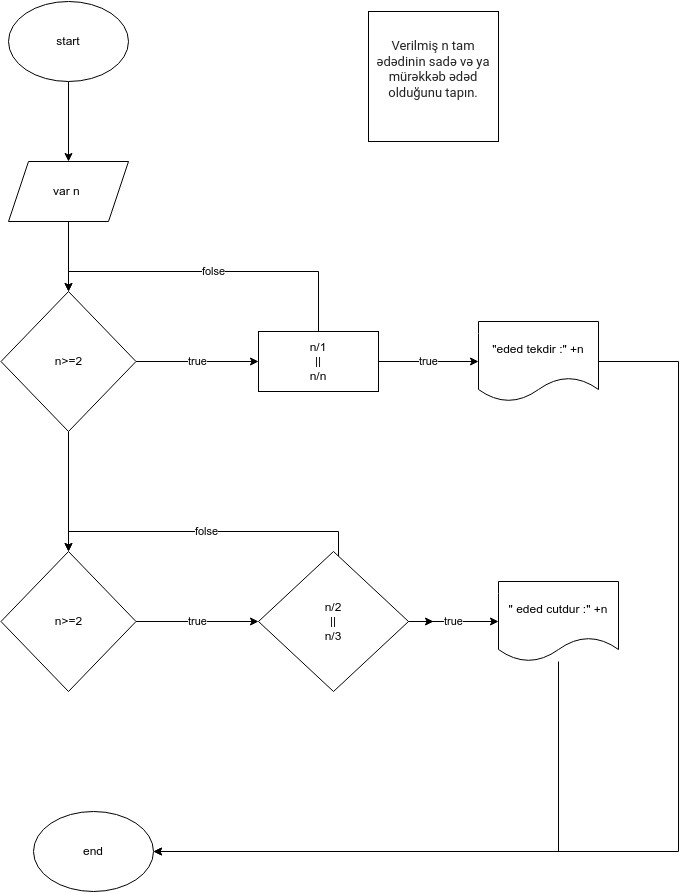 start
Verilmiş n tam
ədədinin sadə və ya
mürəkkəb ədəd
olduğunu tapın.
var n
folse
n>=2
true
n/1
||
n/n
true
"eded tekdir :" +n
folse
n>=2
true
n/2
||
n/3
true
" eded cutdur :" +n
end